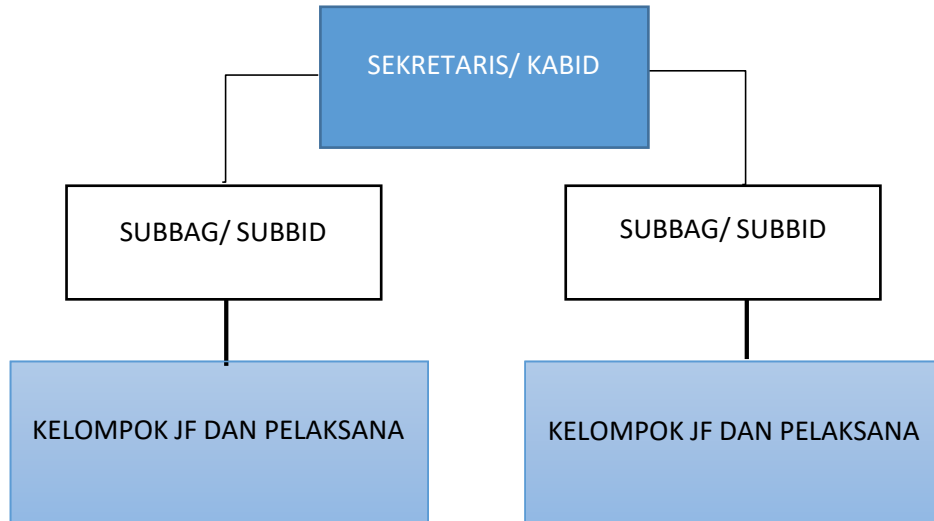 SEKRETARIS/ KABID
SUBBAG/ SUBBID
SUBBAG/ SUBBID
KELOMPOK JF DAN PELAKSANA
KELOMPOK JF DAN PELAKSANA